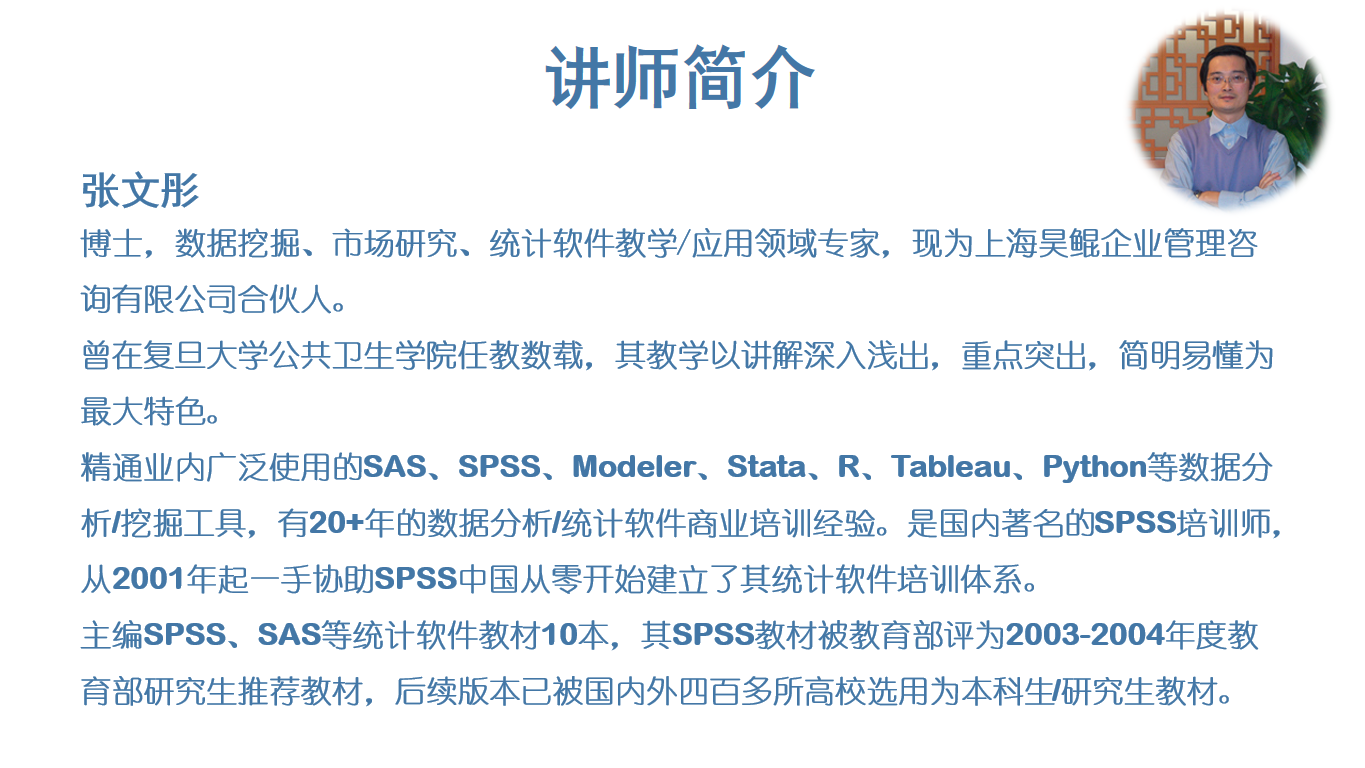 讲师简介
张文彤
博士，数据挖掘、市场研究、统计软件教学/应用领域专家，现为上海昊鲲企业管理咨
询有限公司合伙人。
曾在复旦大学公共卫生学院任教数载，其教学以讲解深入浅出，重点突出，简明易懂为
最大特色。
精通业内广泛使用的SAS、SPSS、Modeler、Stata、R、Tableau、Python等数据分
析/挖掘工具，有20+年的数据分析/统计软件商业培训经验。是国内著名的SPSS培训师，
从2001年起一手协助SPSS中国从零开始建立了其统计软件培训体系。
主编SPSS、SAS等统计软件教材10本，其SPSS教材被教育部评为2003-2004年度教
育部研究生推荐教材，后续版本已被国内外四百多所高校选用为本科生/研究生教材。